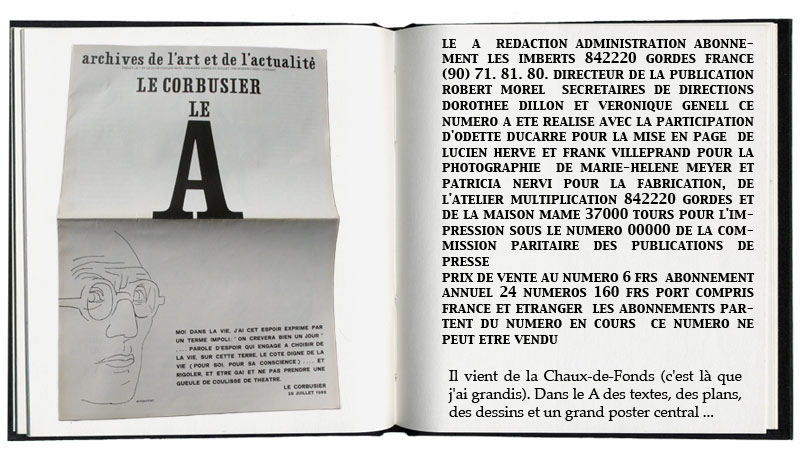 archives de l'art et de l'actualité
LE CORBUSIER
LE
A
MOI DANS LA VIE, J'AI CET ESPOIR EXPRIME PAR
UN TERME IMPOLI: "ON CREVERA BIEN UN JOUR"
.... PAROLE D'ESPOIR QUI ENGAGE A CHOISIR DE
LA VIE, SUR CETTE TERRE, LE COTE DIGNE DE LA
VIE (POUR SOI, POUR SA CONSCIENCE) .... ET
RIGOLER, ET ETRE GAI ET NE PAS PRENDRE UNE
GUEULE DE COULISSE DE THEATRE.
LE CORBUSIER
29 JUILLET 1965
LE A REDACTION ADMINISTRATION ABONNE-
MENT LES IMBERTS 842220 GORDES FRANCE
(90) 71. 81. 80. DIRECTEUR DE LA PUBLICATION
ROBERT MOREL SECRETAIRES DE DIRECTIONS
DOROTHEE DILLON ET VERONIQUE GENELL CE
NUMERO A ETE REALISE AVEC LA PARTICIPATION
D'ODETTE DUCARRE POUR LA MISE EN PAGE DE
LUCIEN HERVE ET FRANK VILLEPRAND POUR LA
PHOTOGRAPHIE DE MARIE-HELENE MEYER ET
PATRICIA NERVI POUR LA FABRICATION, DE
L'ATELIER MULTIPLICATION 842220 GORDES ET
DE LA MAISON MAME 37000 TOURS POUR L'IM-
PRESSION SOUS LE NUMERO 00000 DE LA COM-
MISSION PARITAIRE DES PUBLICATIONS DE
PRESSE
PRIX DE VENTE AU NUMERO 6 FRS ABONNEMENT
ANNUEL 24 NUMEROS 160 FRS PORT COMPRIS
FRANCE ET ETRANGER LES ABONNEMENTS PAR-
TENT DU NUMERO EN COURS CE NUMERO NE
PEUT ETRE VENDU
Il vient de la Chaux-de-Fonds (c'est là que
j'ai grandis). Dans le A des textes, des plans,
des dessins et un grand poster central ...